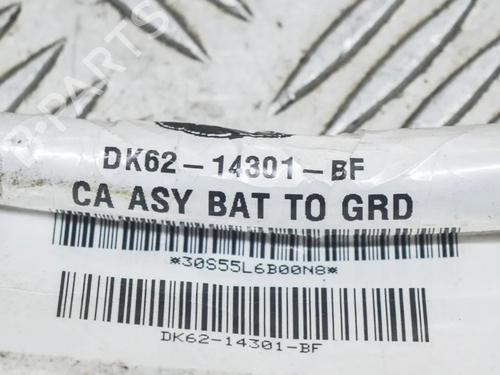 B-PARTS
DK62-14301-BF
CA ASY BAT TO GRD
*30S55L6B00N8*
DK62-14301-BF